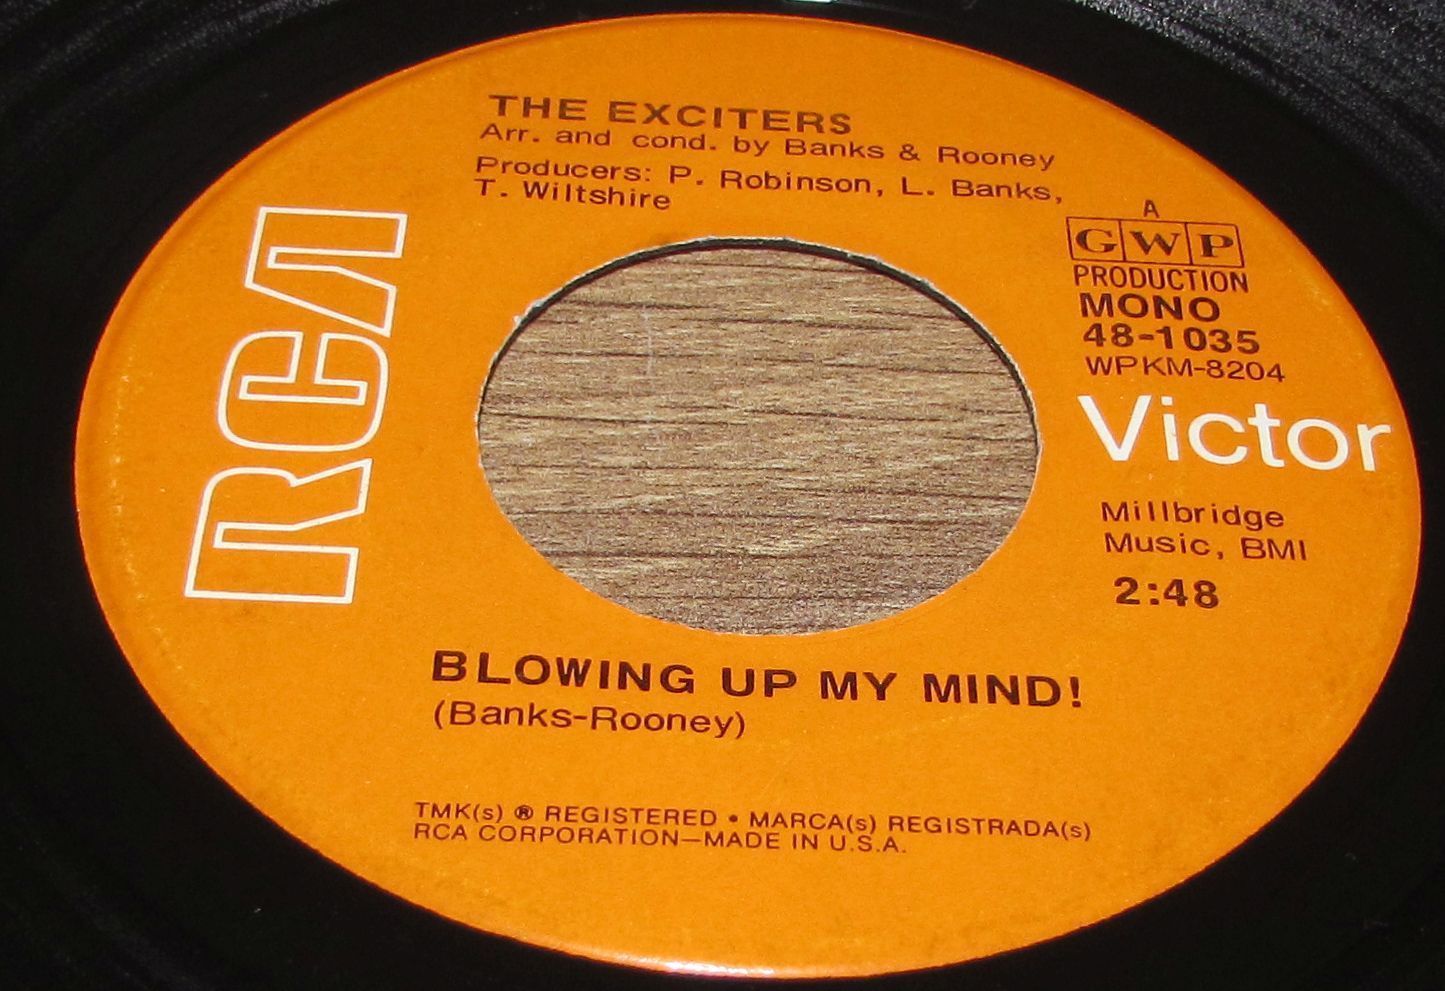 THE EXCITERS
Arr. and cond. by Banks & Rooney
Producers: P. Robinson, L. Banks,
T. Wiltshire
RCA
A
GWP
PRODUCTION
MONO
48-1035
WPKM-8204
Victor
Millbridge
Music, BMI
2:48
BLOWING UP MY MIND!
(Banks-Rooney)
TMK(s) ® REGISTERED • MARCA(s) REGISTRADA(s)
RCA CORPORATION—MADE IN U.S.A.